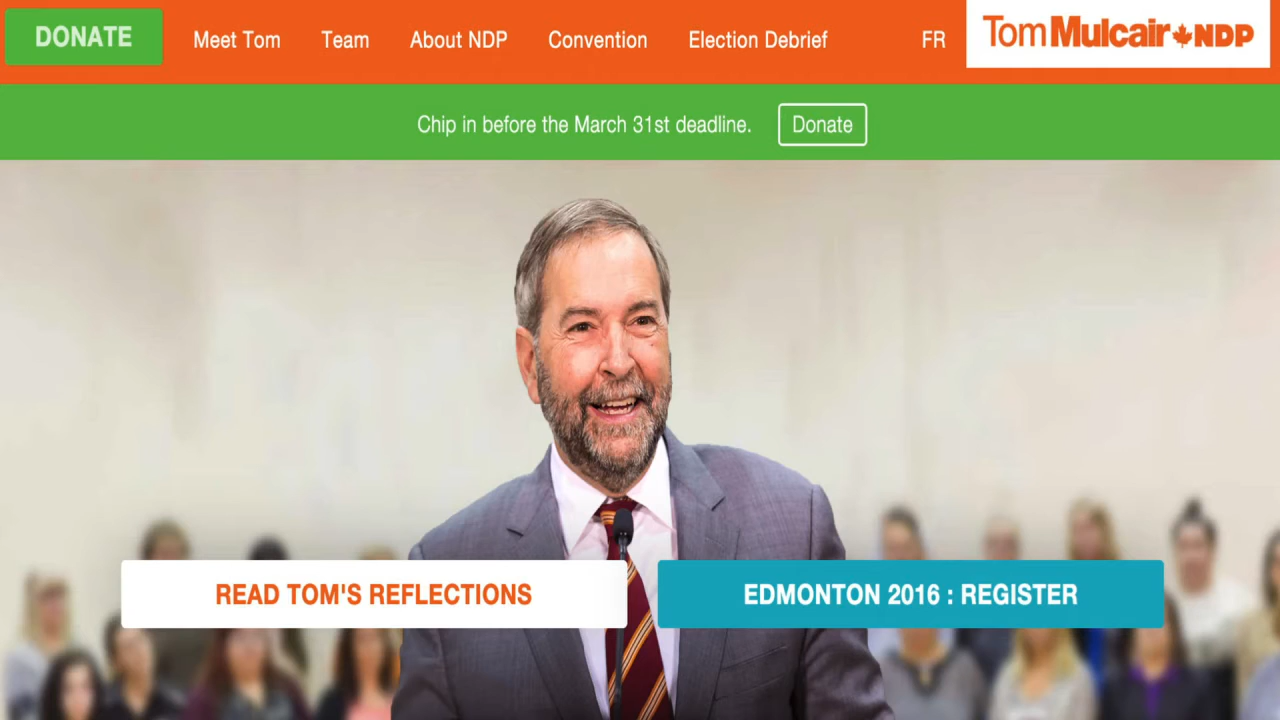 DONATE Meet Tom Team About NDP Convention Election Debrief FR TomMulcair NDP
Chip in before the March 31st deadline. Donate
READ TOM'S REFLECTIONS EDMONTON 2016 : REGISTER